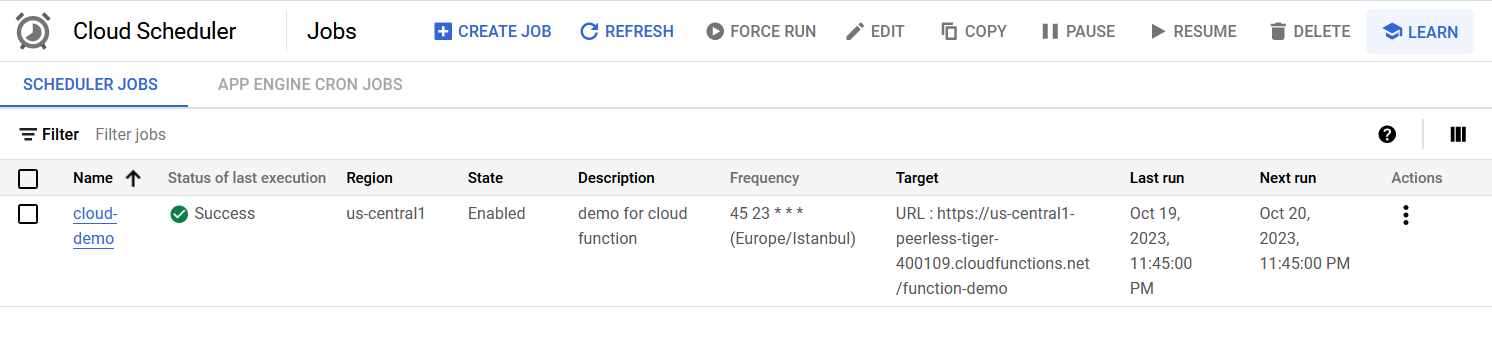 Cloud Scheduler Jobs CREATE JOB REFRESH FORCE RUN EDIT COPY PAUSE RESUME DELETE LEARN
SCHEDULER JOBS APP ENGINE CRON JOBS
Filter Filter jobs
Name Status of last execution Region State Description Frequency Target Last run Next run Actions
cloud- Success us-central1 Enabled demo for cloud 45 23 * * * URL : https://us-central1- Oct 19, Oct 20,
demo function (Europe/Istanbul) peerless-tiger- 2023, 2023,
400109.cloudfunctions.net 11:45:00 11:45:00 PM
/function-demo PM